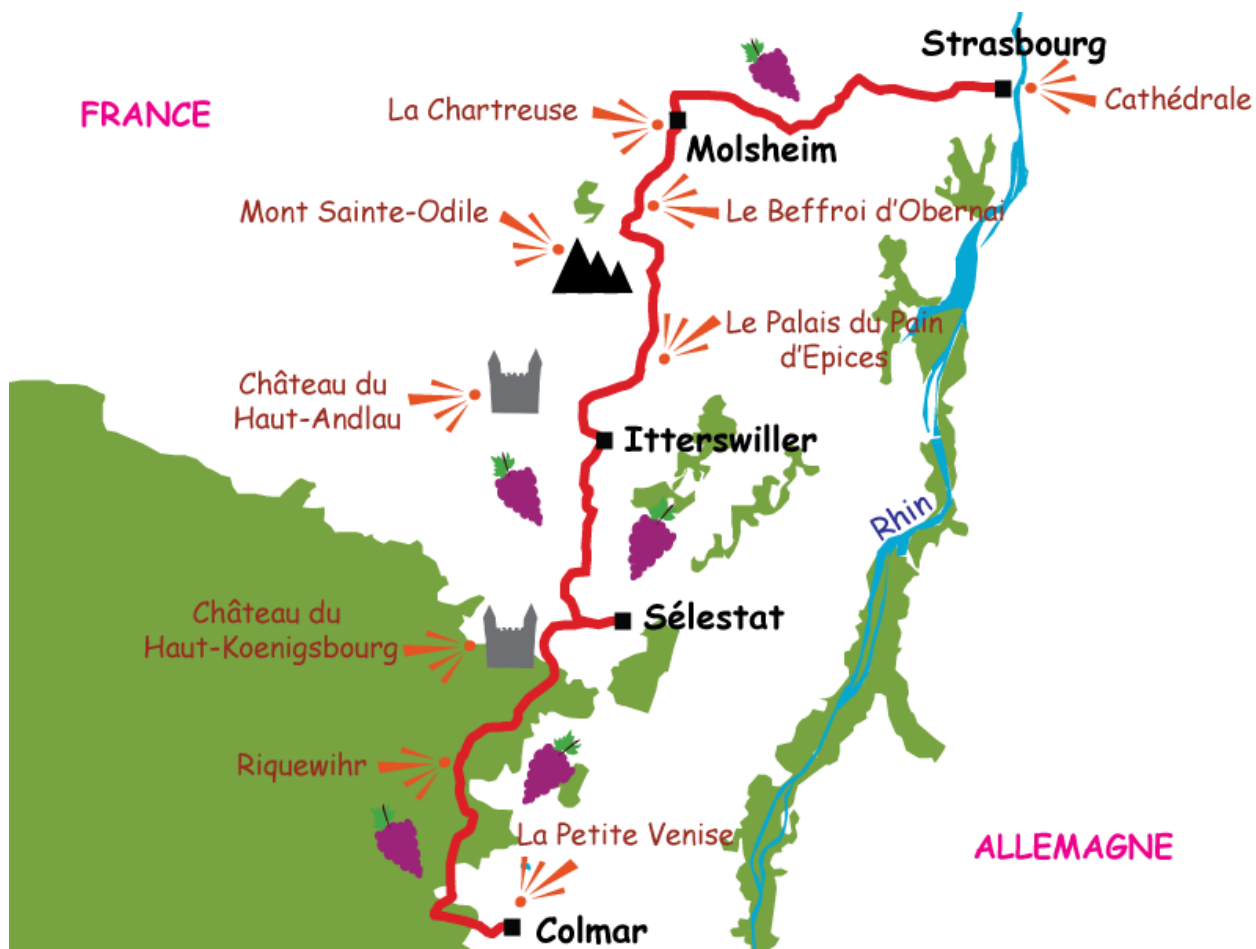 Strasbourg
FRANCE
La Chartreuse
Cathédrale
Molsheim
Mont Sainte-Odile
Le Beffroi d'Obernai
Le Palais du Pain
d'Epices
Château du
Haut-Andlau
Itterswiller
Rhin
Château du
Haut-Koenigsbourg
Sélestat
Riquewihr
La Petite Venise
ALLEMAGNE
Colmar